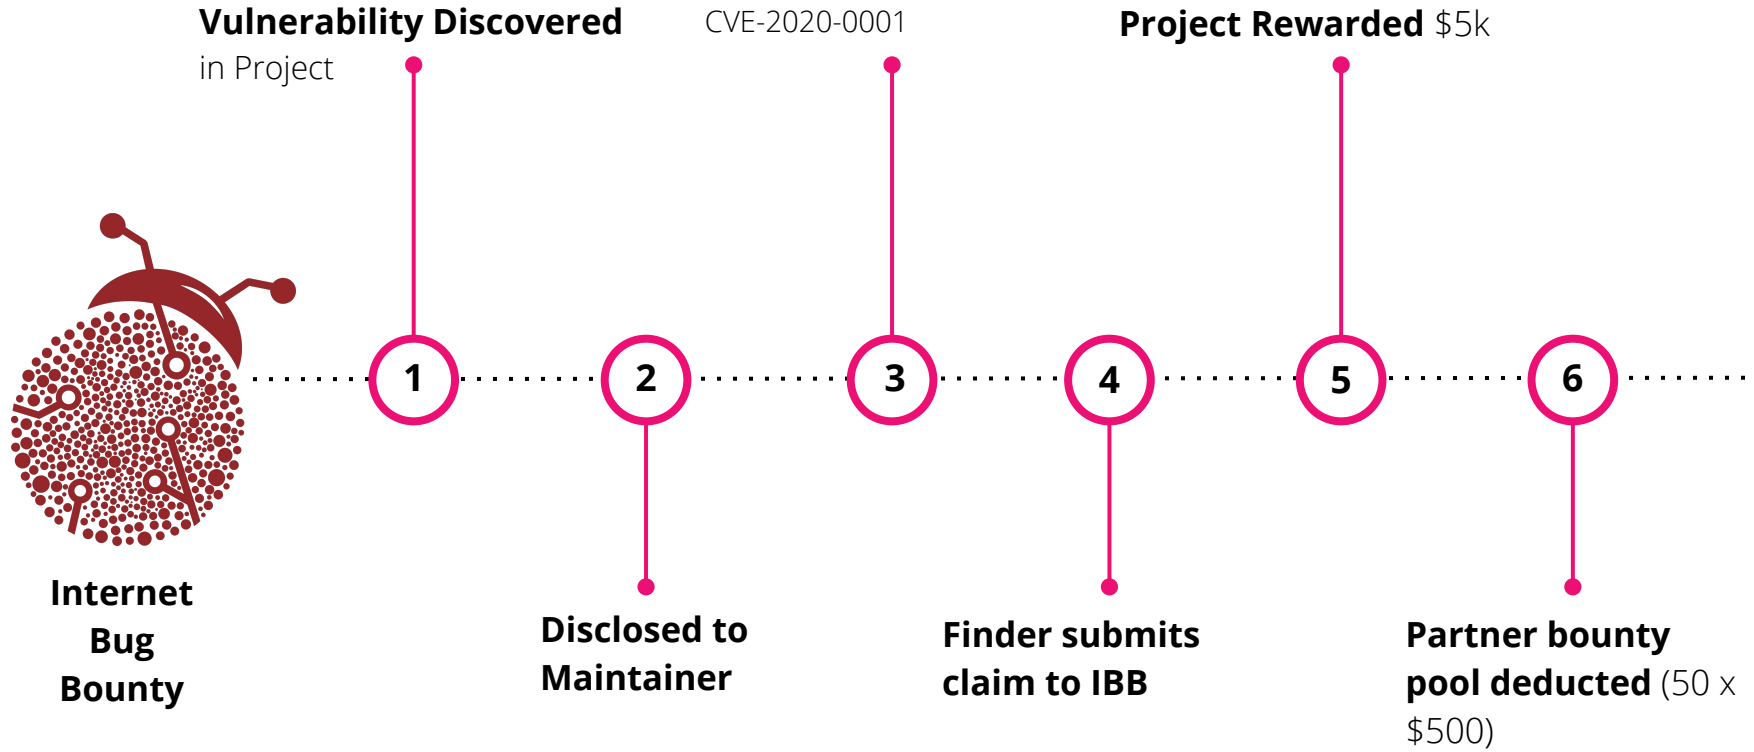 Vulnerability Discovered
in Project
CVE-2020-0001
Project Rewarded $5k
1
2
3
4
5
6
Internet
Bug
Bounty
Disclosed to
Maintainer
Finder submits
claim to IBB
Partner bounty
pool deducted (50 x
$500)